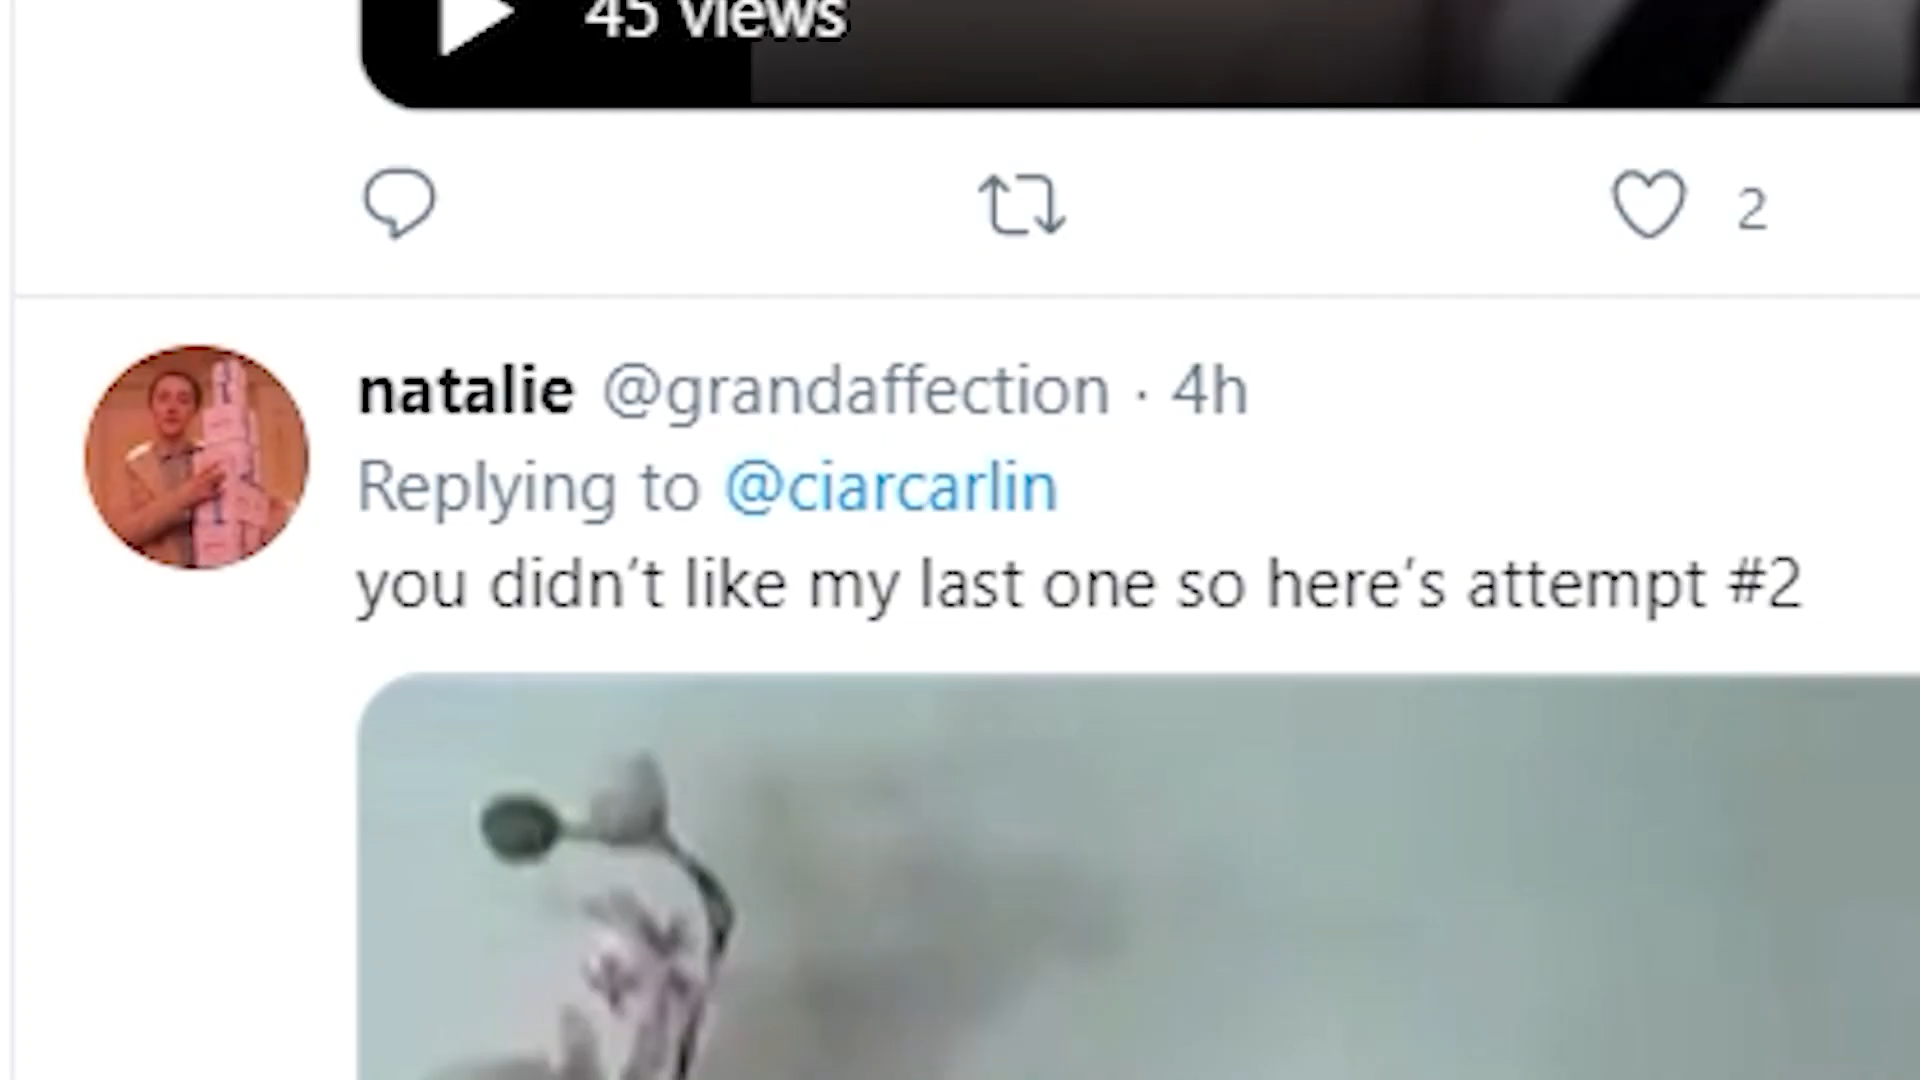 45 views
2
natalie @grandaffection · 4h
Replying to @ciarcarlin
you didn’t like my last one so here’s attempt #2